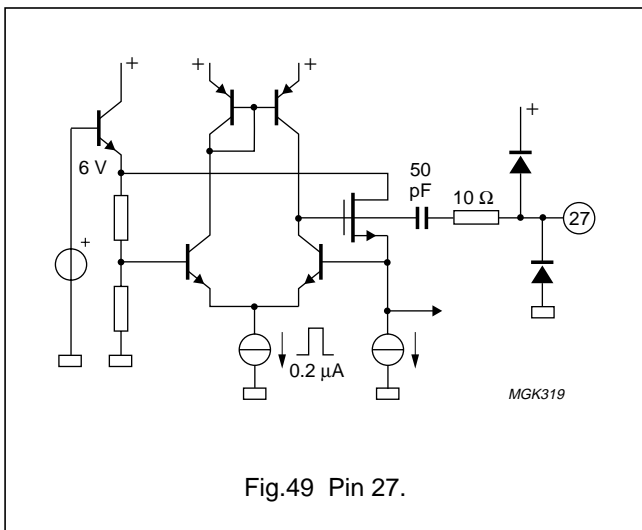 + + +
6 V
50
pF
10 Ω
+
27
+
0.2 μA
MGK319
Fig.49 Pin 27.